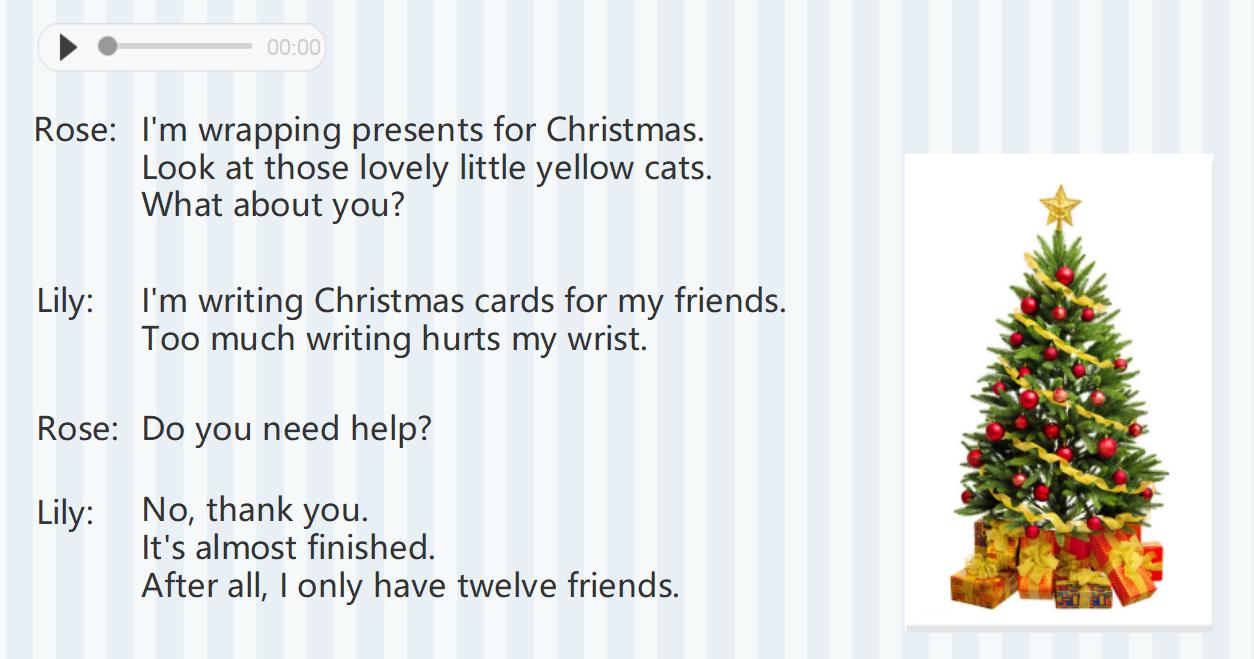 00:00
Rose: I'm wrapping presents for Christmas.
Look at those lovely little yellow cats.
What about you?
Lily: I'm writing Christmas cards for my friends.
Too much writing hurts my wrist.
Rose: Do you need help?
Lily: No, thank you.
It's almost finished.
After all, I only have twelve friends.